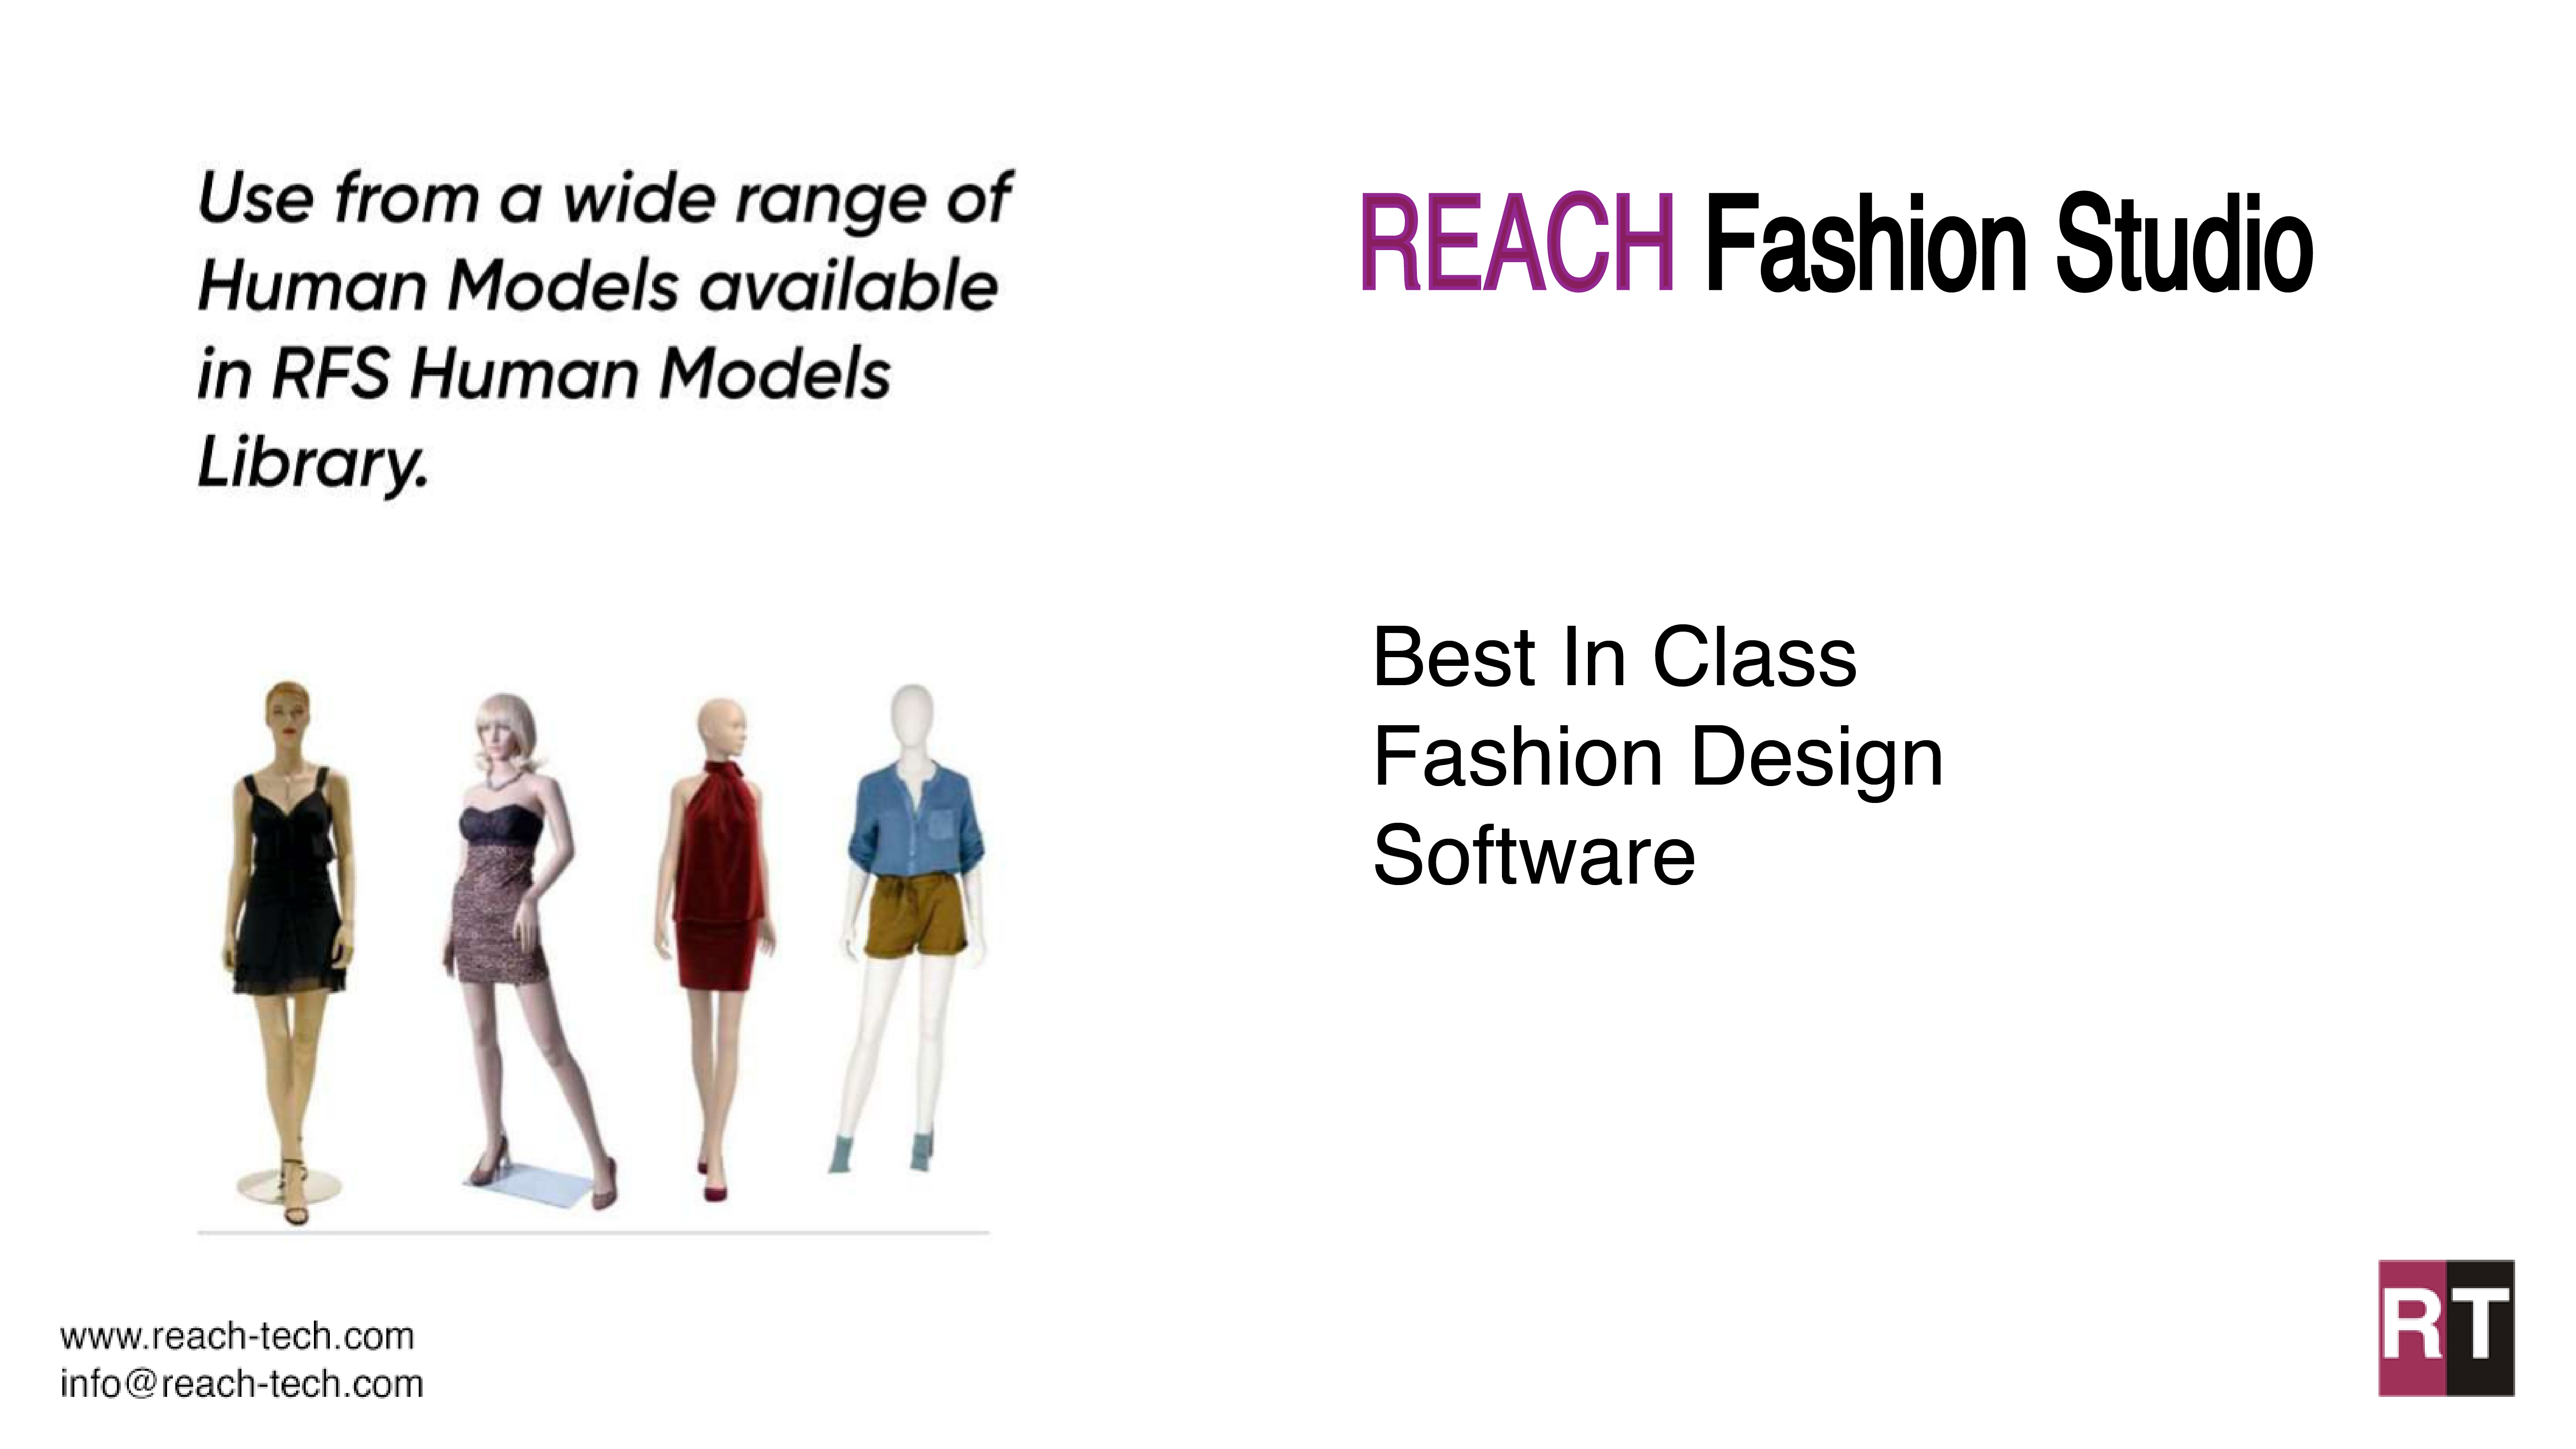 Use from a wide range of
Human Models available
in RFS Human Models
Library.
REACH Fashion Studio
Best In Class
Fashion Design
Software
www.reach-tech.com
info@reach-tech.com
RT